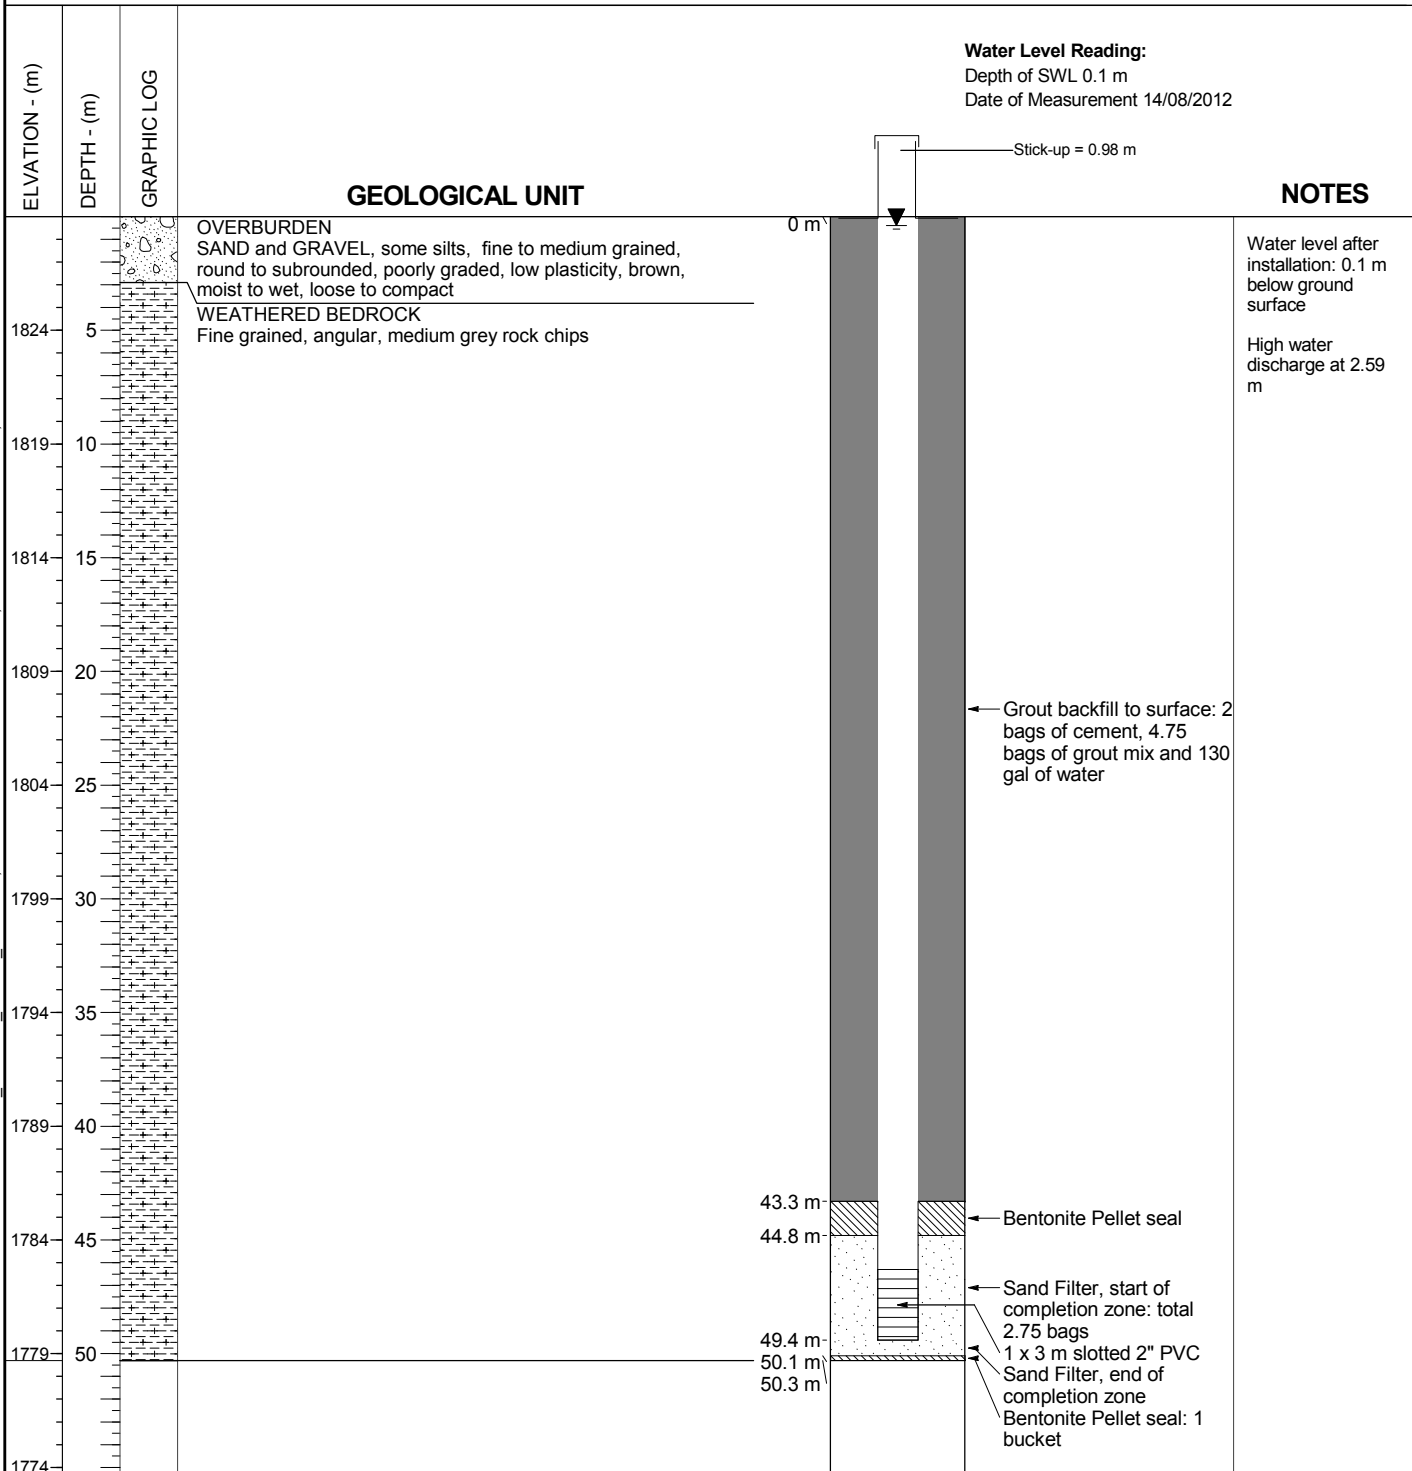 Water Level Reading:
Depth of SWL 0.1 m
Date of Measurement 14/08/2012
ELVATION - (m)
DEPTH - (m)
GRAPHIC LOG
GEOLOGICAL UNIT
Stick-up = 0.98 m
NOTES
OVERBURDEN
SAND and GRAVEL, some silts, fine to medium grained,
round to subrounded, poorly graded, low plasticity, brown,
moist to wet, loose to compact
WEATHERED BEDROCK
Fine grained, angular, medium grey rock chips
0 m
Water level after
installation: 0.1 m
below ground
surface
High water
discharge at 2.59
m
1824 5
1819 10
1814 15
1809 20
1804 25
1799 30
1794 35
1789 40
1784 45
1779 50
1774
Grout backfill to surface: 2
bags of cement, 4.75
bags of grout mix and 130
gal of water
43.3 m
44.8 m
49.4 m
50.1 m
50.3 m
Bentonite Pellet seal
Sand Filter, start of
completion zone: total
2.75 bags
1 x 3 m slotted 2" PVC
Sand Filter, end of
completion zone
Bentonite Pellet seal: 1
bucket